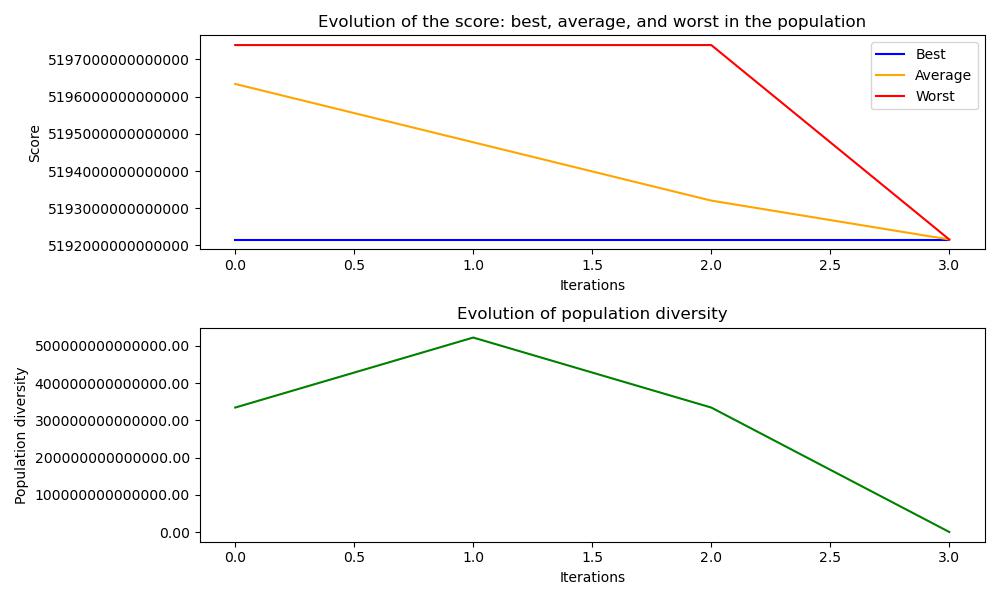 Evolution of the score: best, average, and worst in the population
Score
5197000000000000
5196000000000000
5195000000000000
5194000000000000
5193000000000000
5192000000000000
Best
Average
Worst
0.0 0.5 1.0 1.5 2.0 2.5 3.0
Iterations
Evolution of population diversity
Population diversity
500000000000000.00
400000000000000.00
300000000000000.00
200000000000000.00
100000000000000.00
0.00
0.0 0.5 1.0 1.5 2.0 2.5 3.0
Iterations